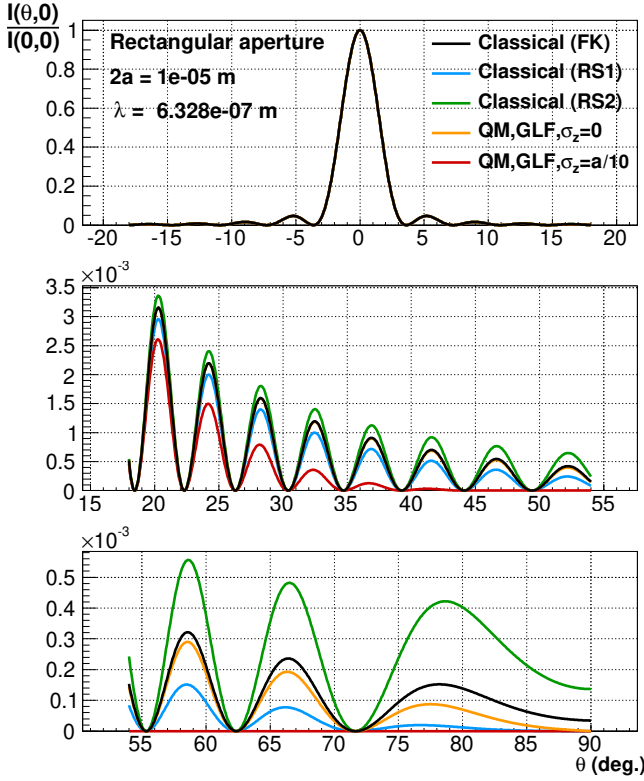 I(θ,0)
I(0,0)
Rectangular aperture
2a = 1e-05 m
λ = 6.328e-07 m
Classical (FK)
Classical (RS1)
Classical (RS2)
QM,GLF,σz=0
QM,GLF,σz=a/10
1
0.8
0.6
0.4
0.2
0
-20 -15 -10 -5 0 5 10 15 20
×10⁻³
3.5
3
2.5
2
1.5
1
0.5
0
15 20 25 30 35 40 45 50 55
×10⁻³
0.5
0.4
0.3
0.2
0.1
0
55 60 65 70 75 80 85 90
θ (deg.)